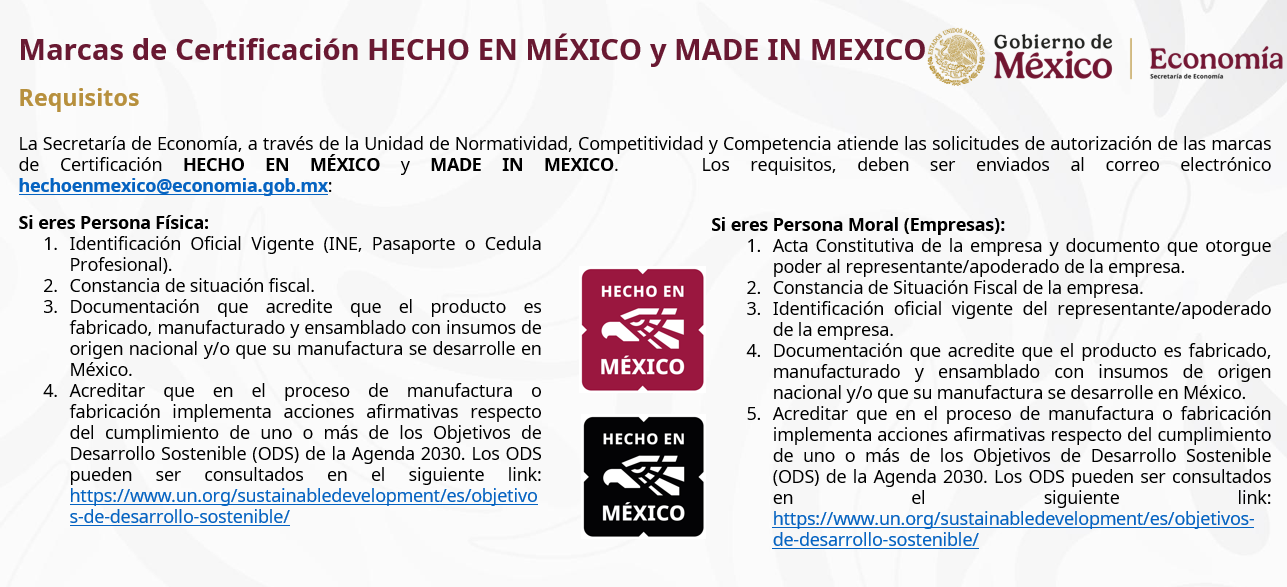 Marcas de Certificación HECHO EN MÉXICO y MADE IN MEXICO
ESTADOS UNIDOS MEXICANOS
Gobierno de
México
Economía
Secretaría de Economía
Requisitos
La Secretaría de Economía, a través de la Unidad de Normatividad, Competitividad y Competencia atiende las solicitudes de autorización de las marcas
de Certificación HECHO EN MÉXICO y MADE IN MEXICO. Los requisitos, deben ser enviados al correo electrónico
hechoenmexico@economia.gob.mx:
Si eres Persona Física:
1. Identificación Oficial Vigente (INE, Pasaporte o Cedula
Profesional).
2. Constancia de situación fiscal.
3. Documentación que acredite que el producto es
fabricado, manufacturado y ensamblado con insumos de
origen nacional y/o que su manufactura se desarrolle en
México.
4. Acreditar que en el proceso de manufactura o
fabricación implementa acciones afirmativas respecto
del cumplimiento de uno o más de los Objetivos de
Desarrollo Sostenible (ODS) de la Agenda 2030. Los ODS
pueden ser consultados en el siguiente link:
https://www.un.org/sustainabledevelopment/es/objetivo
s-de-desarrollo-sostenible/
HECHO EN
MÉXICO
HECHO EN
MÉXICO
Si eres Persona Moral (Empresas):
1. Acta Constitutiva de la empresa y documento que otorgue
poder al representante/apoderado de la empresa.
2. Constancia de Situación Fiscal de la empresa.
3. Identificación oficial vigente del representante/apoderado
de la empresa.
4. Documentación que acredite que el producto es fabricado,
manufacturado y ensamblado con insumos de origen
nacional y/o que su manufactura se desarrolle en México.
5. Acreditar que en el proceso de manufactura o fabricación
implementa acciones afirmativas respecto del cumplimiento
de uno o más de los Objetivos de Desarrollo Sostenible
(ODS) de la Agenda 2030. Los ODS pueden ser consultados
en el siguiente link:
https://www.un.org/sustainabledevelopment/es/objetivos-
de-desarrollo-sostenible/